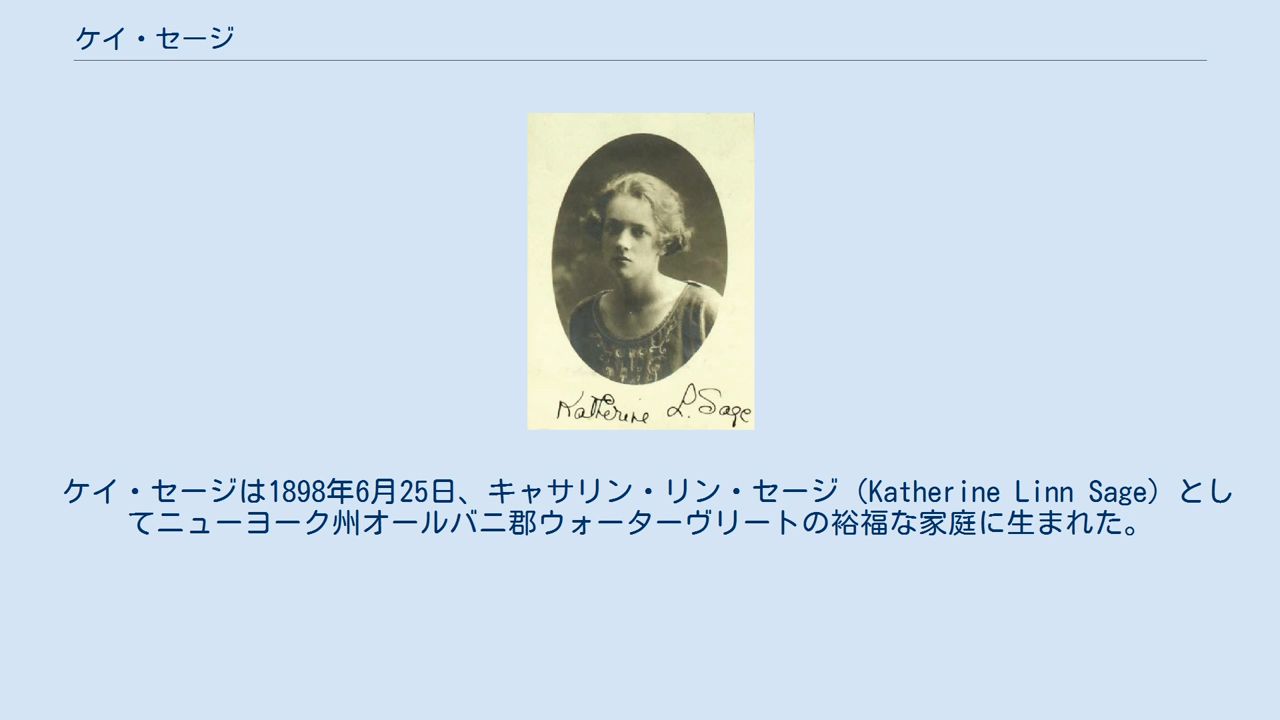 ケイ・セージ
Katherine L. Sage
ケイ・セージは1898年6月25日、キャサリン・リン・セージ（Katherine Linn Sage）とし
てニューヨーク州オールバニ郡ウォーターヴリートの裕福な家庭に生まれた。